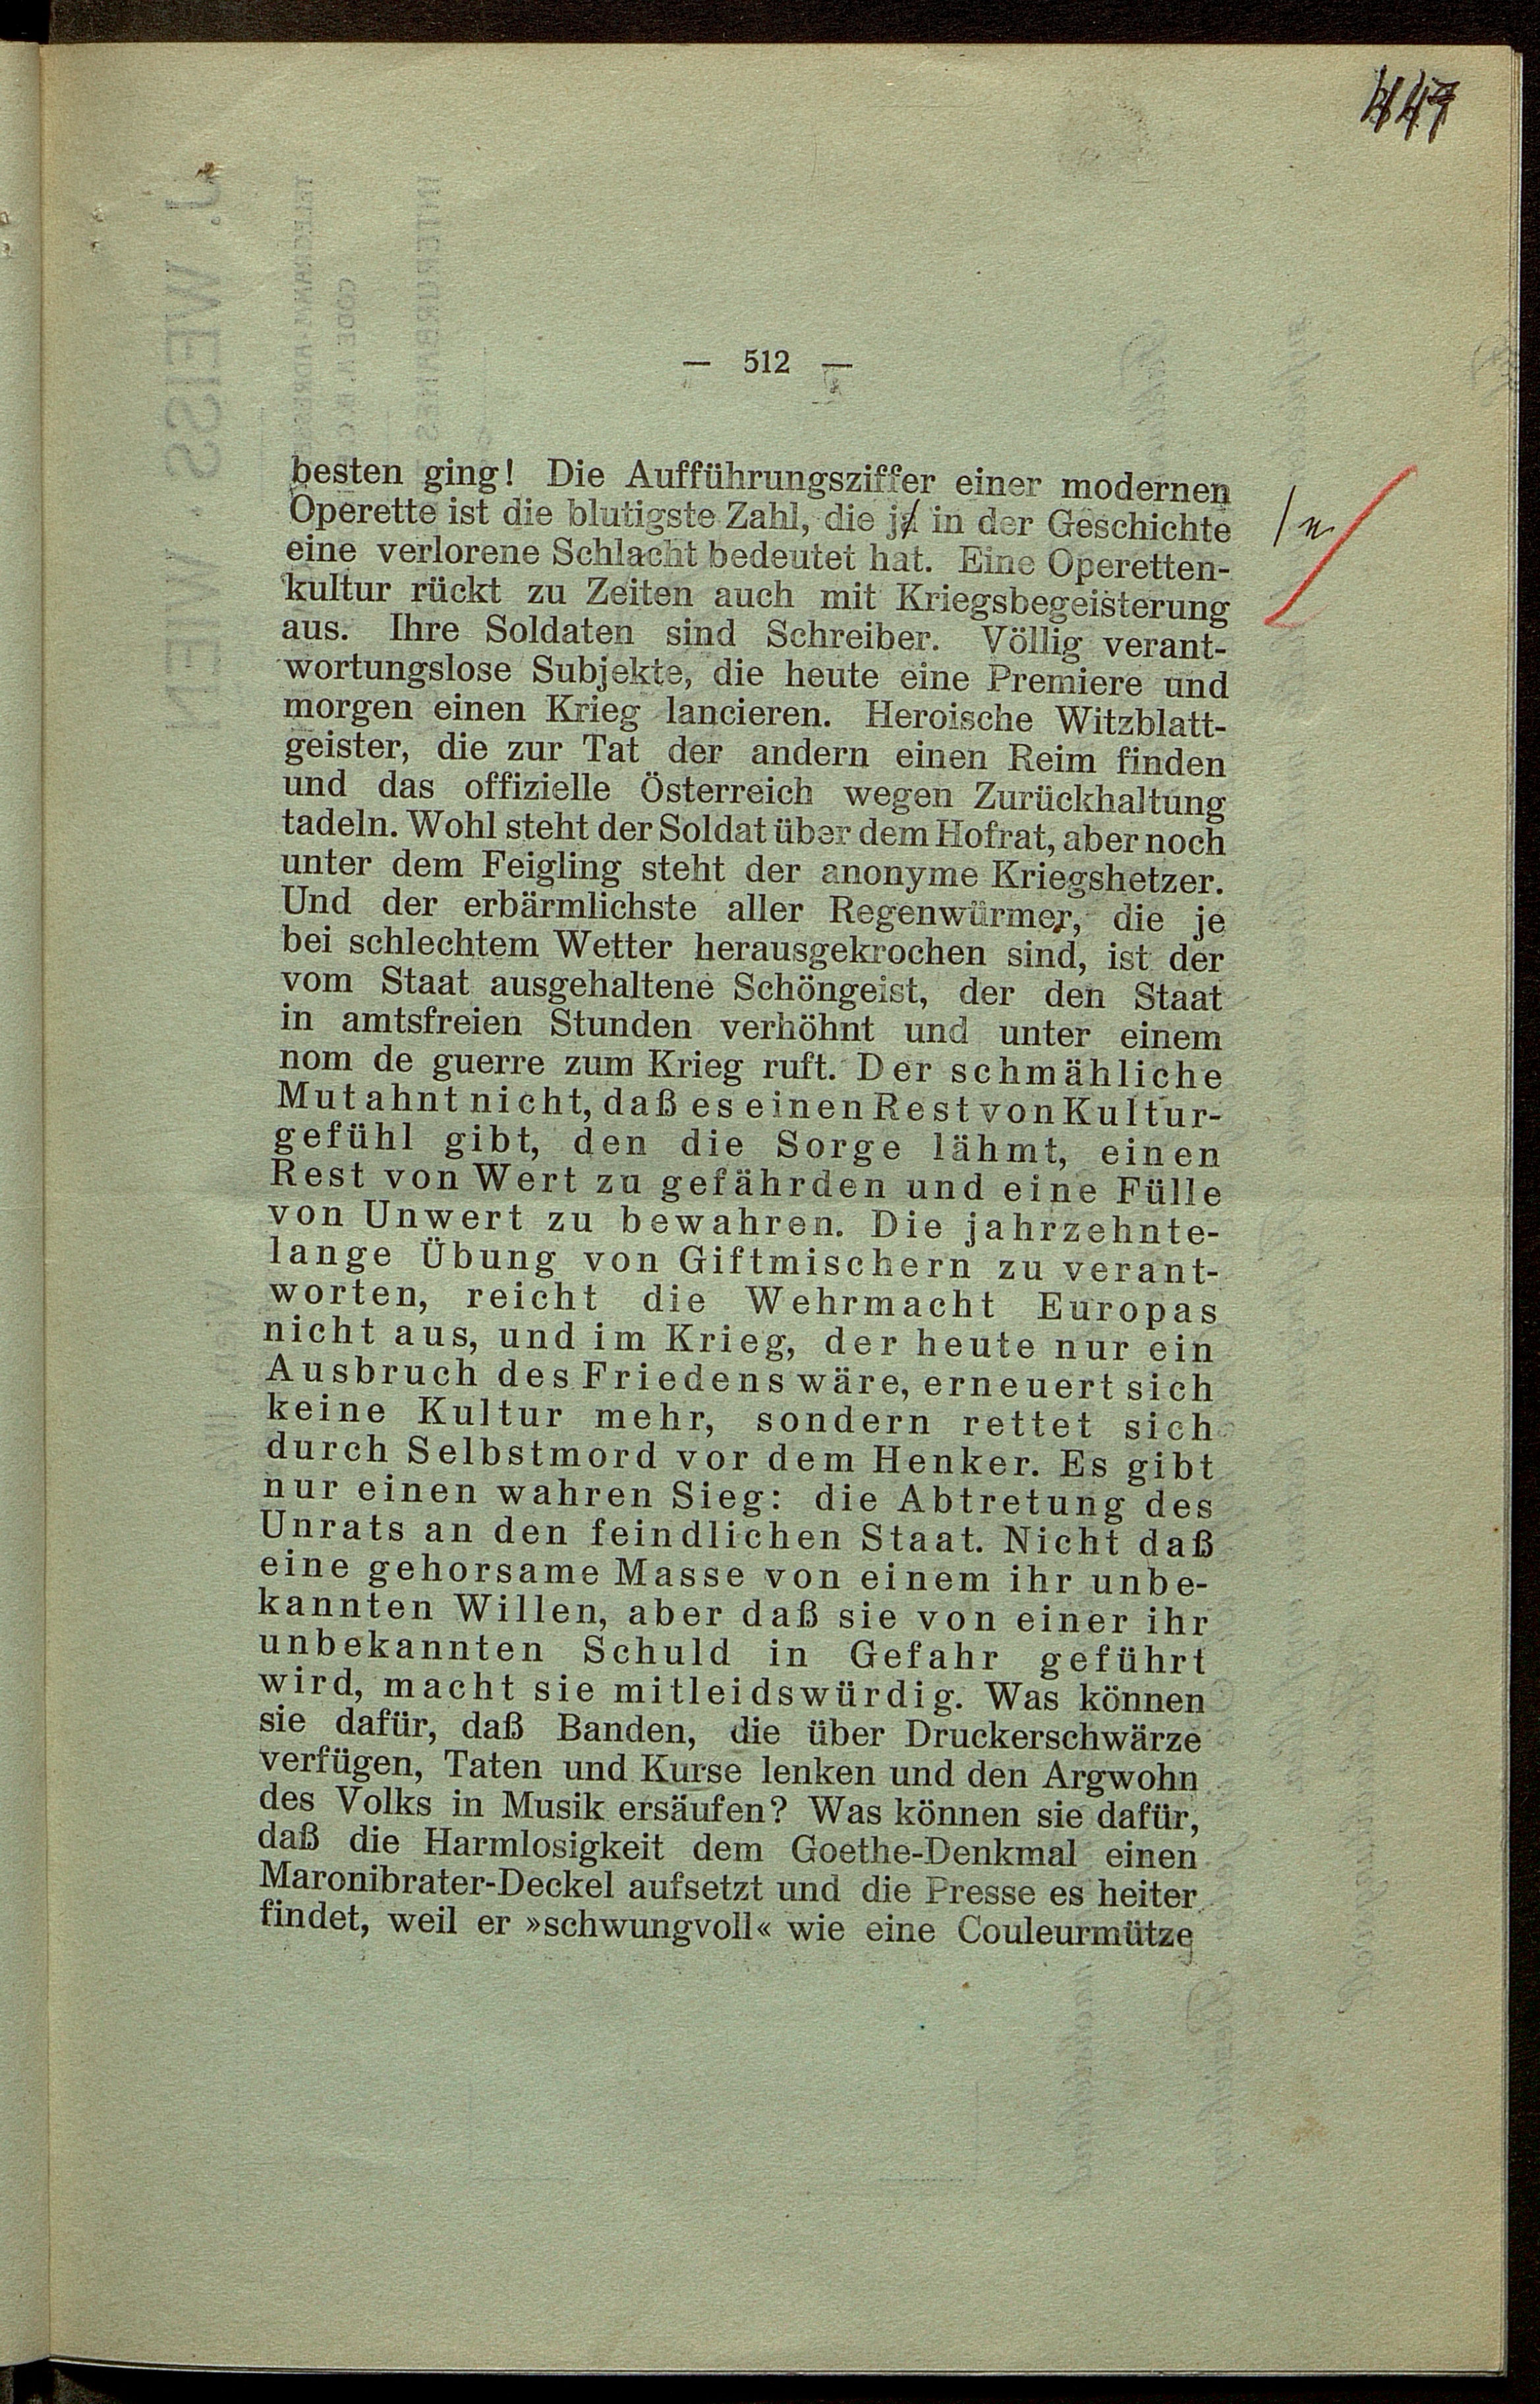 — 512 —
besten ging! Die Aufführungsziffer einer modernen
Operette ist die blutigste Zahl, die ja in der Geschichte
eine verlorene Schlacht bedeutet hat. Eine Operetten-
kultur rückt zu Zeiten auch mit Kriegsbegeisterung
aus. Ihre Soldaten sind Schreiber. Völlig verant-
wortungslose Subjekte, die heute eine Premiere und
morgen einen Krieg lancieren. Heroische Witzblatt-
geister, die zur Tat der andern einen Reim finden
und das offizielle Österreich wegen Zurückhaltung
tadeln. Wohl steht der Soldat über dem Hofrat, aber noch
unter dem Feigling steht der anonyme Kriegshetzer.
Und der erbärmlichste aller Regenwürmer, die je
bei schlechtem Wetter herausgekrochen sind, ist der
vom Staat ausgehaltene Schöngeist, der den Staat
in amtsfreien Stunden verhöhnt und unter einem
nom de guerre zum Krieg ruft. Der schmähliche
Mut ahnt nicht, daß es einen Rest von Kultur-
gefühl gibt, den die Sorge lähmt, einen
Rest von Wert zu gefährden und eine Fülle
von Unwert zu bewahren. Die jahrzehnte-
lange Übung von Giftmischern zu verant-
worten, reicht die Wehrmacht Europas
nicht aus, und im Krieg, der heute nur ein
Ausbruch des Friedens wäre, erneuert sich
keine Kultur mehr, sondern rettet sich
durch Selbstmord vor dem Henker. Es gibt
nur einen wahren Sieg: die Abtretung des
Unrats an den feindlichen Staat. Nicht daß
eine gehorsame Masse von einem ihr unbe-
kannten Willen, aber daß sie von einer ihr
unbekannten Schuld in Gefahr geführt
wird, macht sie mitleidswürdig. Was können
sie dafür, daß Banden, die über Druckerschwärze
verfügen, Taten und Kurse lenken und den Argwohn
des Volks in Musik ersäufen? Was können sie dafür,
daß die Harmlosigkeit dem Goethe-Denkmal einen
Maronibrater-Deckel aufsetzt und die Presse es heiter
findet, weil er »schwungvoll« wie eine Couleurmütze